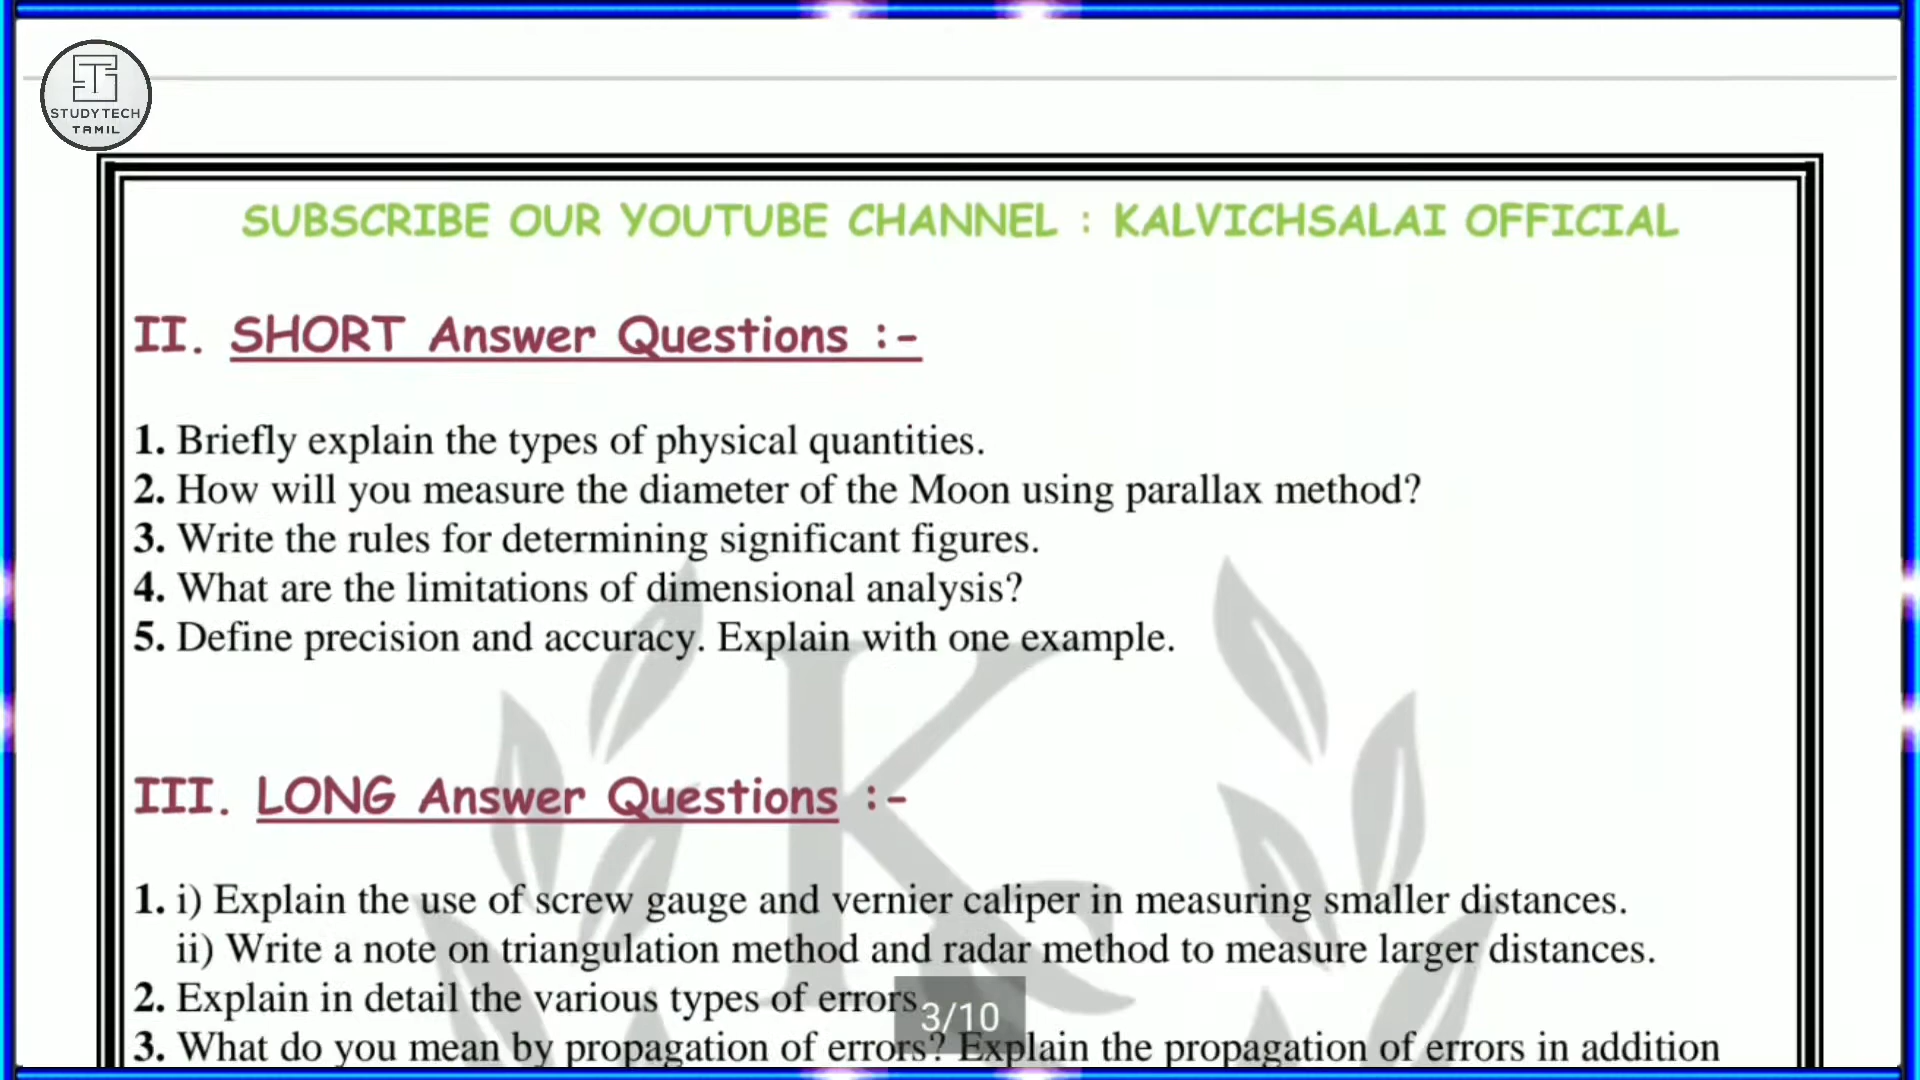 STUDYTECH
TAMIL
SUBSCRIBE OUR YOUTUBE CHANNEL : KALVICHSALAI OFFICIAL
II. SHORT Answer Questions :-
1. Briefly explain the types of physical quantities.
2. How will you measure the diameter of the Moon using parallax method?
3. Write the rules for determining significant figures.
4. What are the limitations of dimensional analysis?
5. Define precision and accuracy. Explain with one example.
III. LONG Answer Questions :-
1. i) Explain the use of screw gauge and vernier caliper in measuring smaller distances.
ii) Write a note on triangulation method and radar method to measure larger distances.
2. Explain in detail the various types of errors.
3/10
3. What do you mean by propagation of errors? Explain the propagation of errors in addition